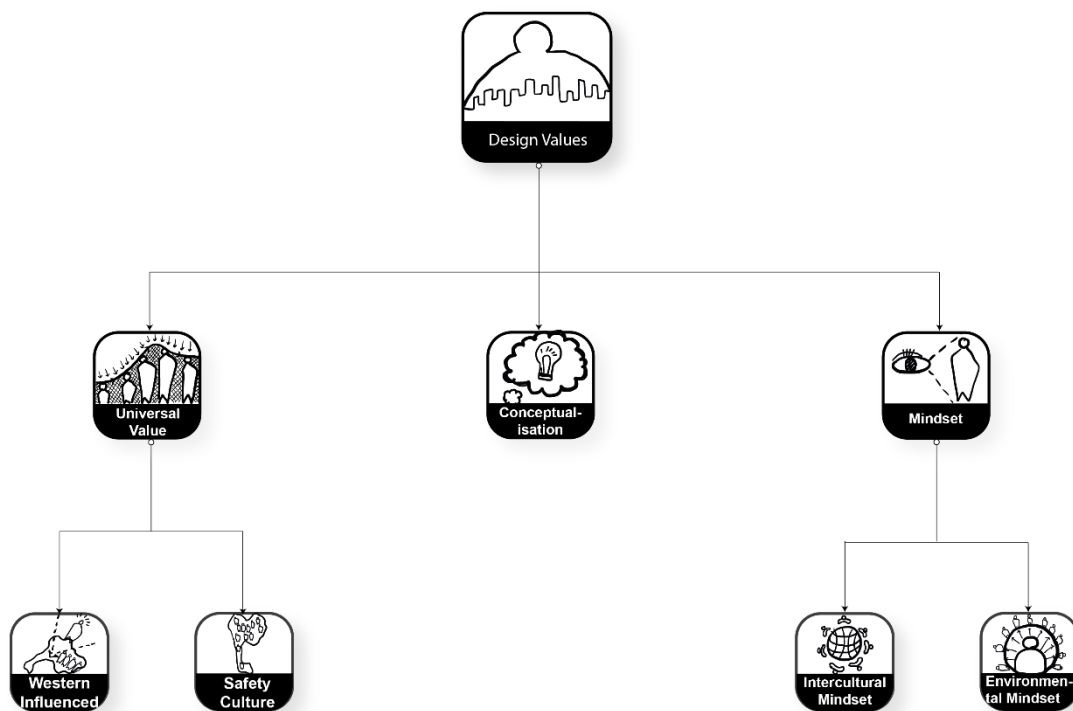 Design Values
Universal
Value
Conceptual-
isation
Mindset
Western
Influenced
Safety
Culture
Intercultural
Mindset
Environmen-
tal Mindset